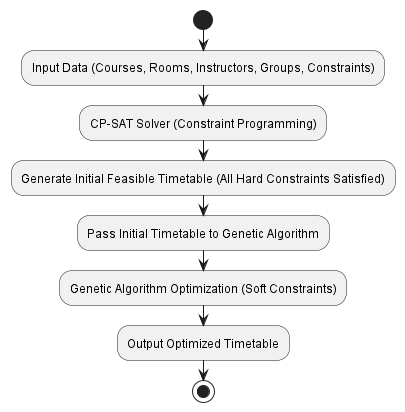 Input Data (Courses, Rooms, Instructors, Groups, Constraints)
CP-SAT Solver (Constraint Programming)
Generate Initial Feasible Timetable (All Hard Constraints Satisfied)
Pass Initial Timetable to Genetic Algorithm
Genetic Algorithm Optimization (Soft Constraints)
Output Optimized Timetable